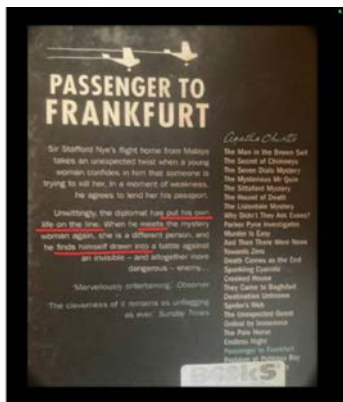 PASSENGER TO
FRANKFURT
Sir Stafford Nye's flight home from Malaya
takes an unexpected twist when a young
woman confides in him that someone is
trying to kill her. In a moment of weakness,
he agrees to lend her his passport.
Unwittingly, the diplomat has put his own
life on the line. When he meets the mystery
woman again, she is a different person, and
he finds himself drawn into a battle against
an invisible – and altogether more
dangerous – enemy...
'Marvellously entertaining.' Observer
'The cleverness of it remains as unflagging
as ever.' Sunday Times
Agatha Christie
The Man in the Brown Suit
The Secret of Chimneys
The Seven Dials Mystery
The Mysterious Mr Quin
The Sittaford Mystery
The Hound of Death
The Listerdale Mystery
Why Didn't They Ask Evans?
Parker Pyne Investigates
Murder Is Easy
And Then There Were None
Towards Zero
Death Comes as the End
Sparkling Cyanide
Crooked House
They Came to Baghdad
Destination Unknown
Spider's Web
The Unexpected Guest
Ordeal by Innocence
The Pale Horse
Endless Night
Passenger to Frankfurt